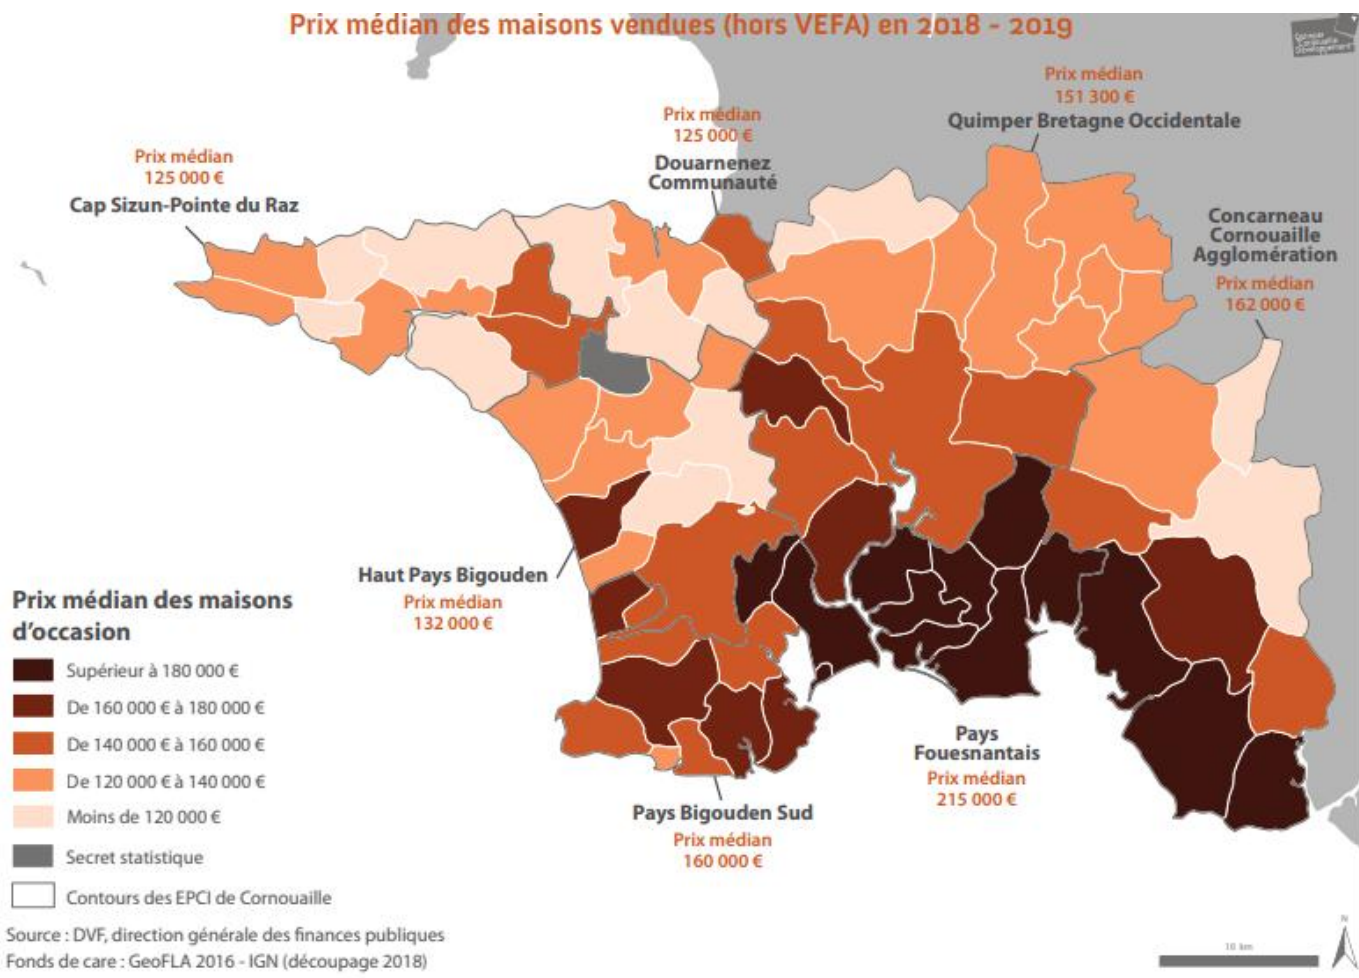 Prix médian des maisons vendues (hors VEFA) en 2018 - 2019
Prix médian
151 300 €
Quimper Bretagne Occidentale
Prix médian
125 000 €
Douarnenez
Communauté
Prix médian
125 000 €
Cap Sizun-Pointe du Raz
Concarneau
Cornouaille
Agglomération
Prix médian
162 000 €
Haut Pays Bigouden
Prix médian
132 000 €
Pays
Fouesnantais
Prix médian
215 000 €
Pays Bigouden Sud
Prix médian
160 000 €
Prix médian des maisons
d'occasion
Supérieur à 180 000 €
De 160 000 € à 180 000 €
De 140 000 € à 160 000 €
De 120 000 € à 140 000 €
Moins de 120 000 €
Secret statistique
Contours des EPCI de Cornouaille
Source : DVF, direction générale des finances publiques
Fonds de care : GeoFLA 2016 - IGN (découpage 2018)
10 km
N